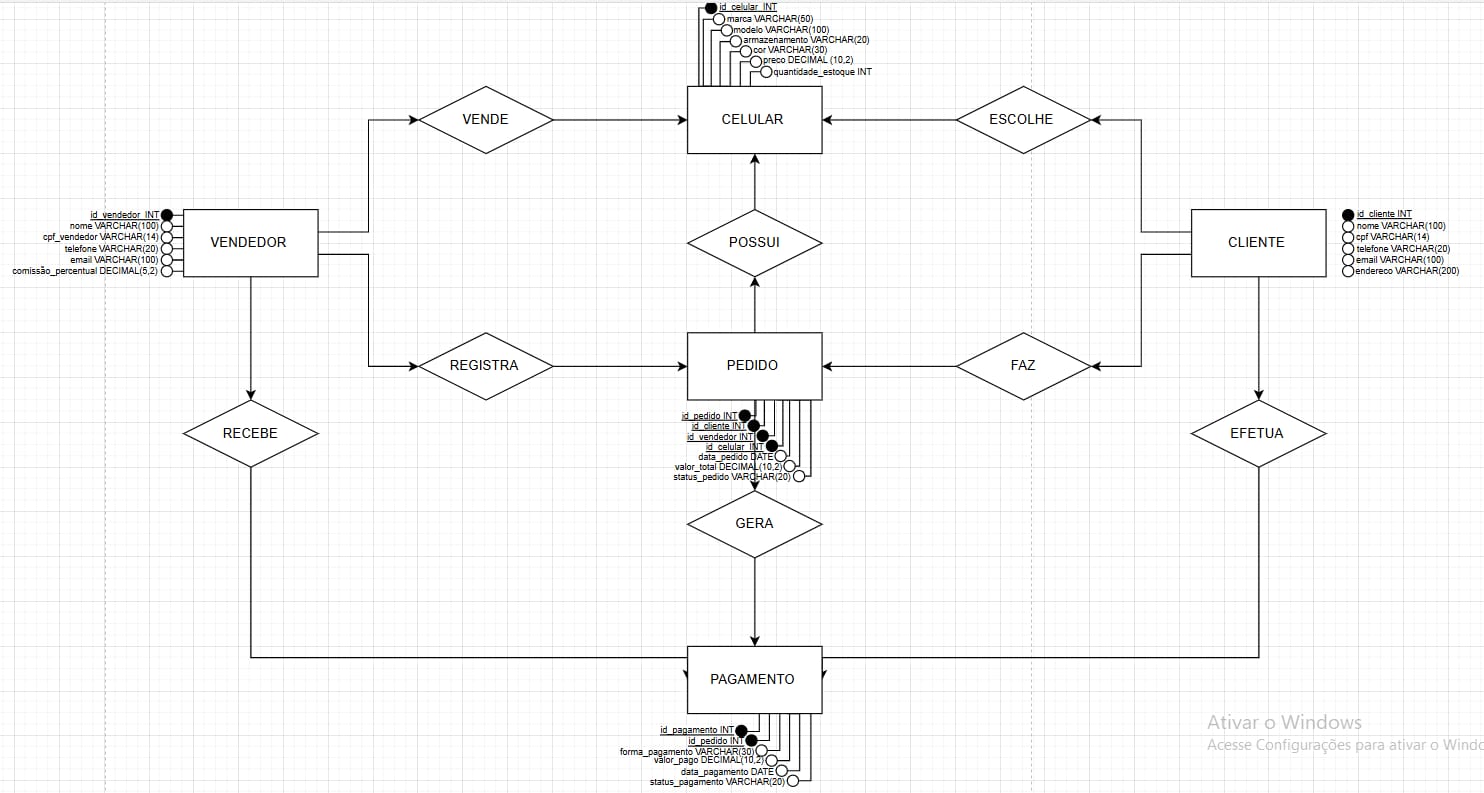 id_celular INT
marca VARCHAR(50)
modelo VARCHAR(100)
armazenamento VARCHAR(20)
cor VARCHAR(30)
preco DECIMAL (10,2)
quantidade_estoque INT
VENDE
CELULAR
ESCOLHE
id_vendedor INT
nome VARCHAR(100)
cpf_vendedor VARCHAR(14)
telefone VARCHAR(20)
email VARCHAR(100)
comissão_percentual DECIMAL(5,2)
VENDEDOR
POSSUI
CLIENTE
id_cliente INT
nome VARCHAR(100)
cpf VARCHAR(14)
telefone VARCHAR(20)
email VARCHAR(100)
endereco VARCHAR(200)
REGISTRA
PEDIDO
FAZ
id_pedido INT
id_cliente INT
id_vendedor INT
id_celular INT
data_pedido DATE
valor_total DECIMAL(10,2)
status_pedido VARCHAR(20)
RECEBE
EFETUA
GERA
PAGAMENTO
id_pagamento INT
id_pedido INT
forma_pagamento VARCHAR(30)
valor_pago DECIMAL(10,2)
data_pagamento DATE
status_pagamento VARCHAR(20)
Ativar o Windows
Acesse Configurações para ativar o Windo